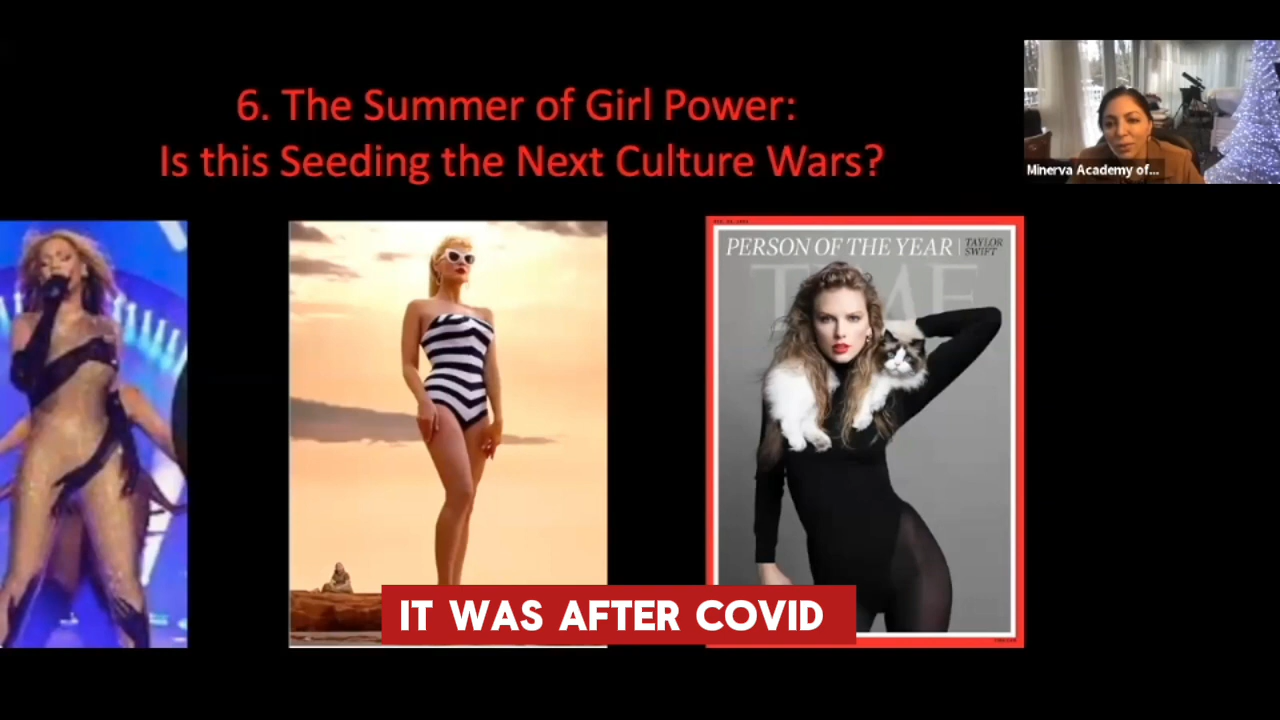 6. The Summer of Girl Power:
Is this Seeding the Next Culture Wars?
Minerva Academy of...
PERSON OF THE YEAR | TAYLOR
SWIFT
TIME
IT WAS AFTER COVID